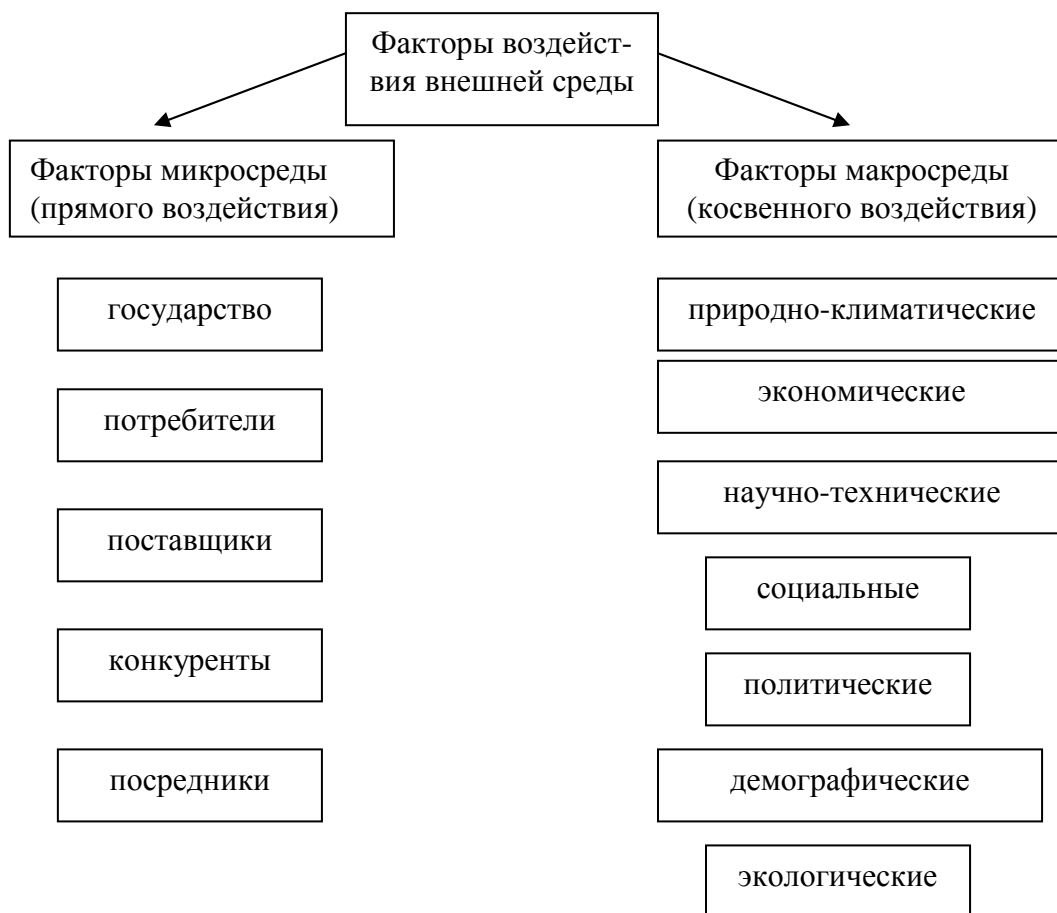 Факторы воздейст-
вия внешней среды
Факторы микросреды
(прямого воздействия)
государство
потребители
поставщики
конкуренты
посредники
Факторы макросреды
(косвенного воздействия)
природно-климатические
экономические
научно-технические
социальные
политические
демографические
экологические